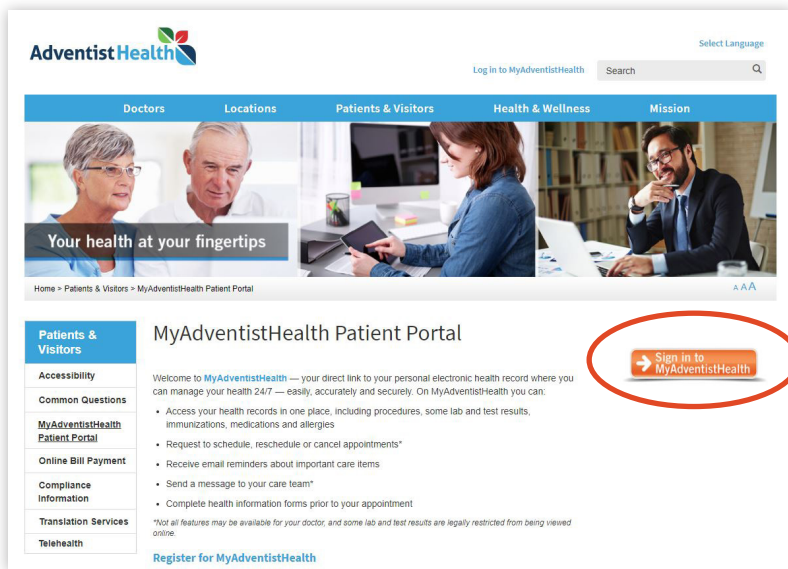 Adventist Health
Select Language
Log in to MyAdventistHealth
Search
Doctors
Locations
Patients & Visitors
Health & Wellness
Mission
Your health at your fingertips
Home > Patients & Visitors > MyAdventistHealth Patient Portal
A A A
Patients &
Visitors
Accessibility
Common Questions
MyAdventistHealth
Patient Portal
Online Bill Payment
Compliance
Information
Translation Services
Telehealth
MyAdventistHealth Patient Portal
Welcome to MyAdventistHealth — your direct link to your personal electronic health record where you
can manage your health 24/7 — easily, accurately and securely. On MyAdventistHealth you can:
• Access your health records in one place, including procedures, some lab and test results,
immunizations, medications and allergies
• Request to schedule, reschedule or cancel appointments*
• Receive email reminders about important care items
• Send a message to your care team*
• Complete health information forms prior to your appointment
*Not all features may be available for your doctor, and some lab and test results are legally restricted from being viewed
online.
Register for MyAdventistHealth
Sign in to
MyAdventistHealth